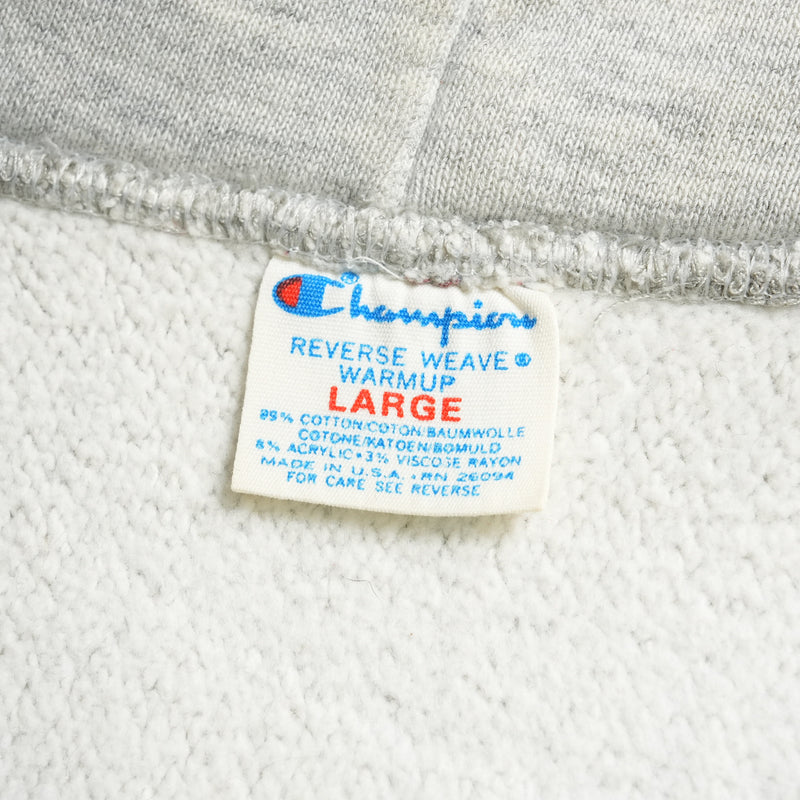 Champion®
REVERSE WEAVE®
WARMUP
LARGE
89% COTTON/COTON/BAUMWOLLE
COTONE/KATOEN/BOMULD
8% ACRYLIC • 3% VISCOSE RAYON
MADE IN U.S.A. • RN 26094
FOR CARE SEE REVERSE